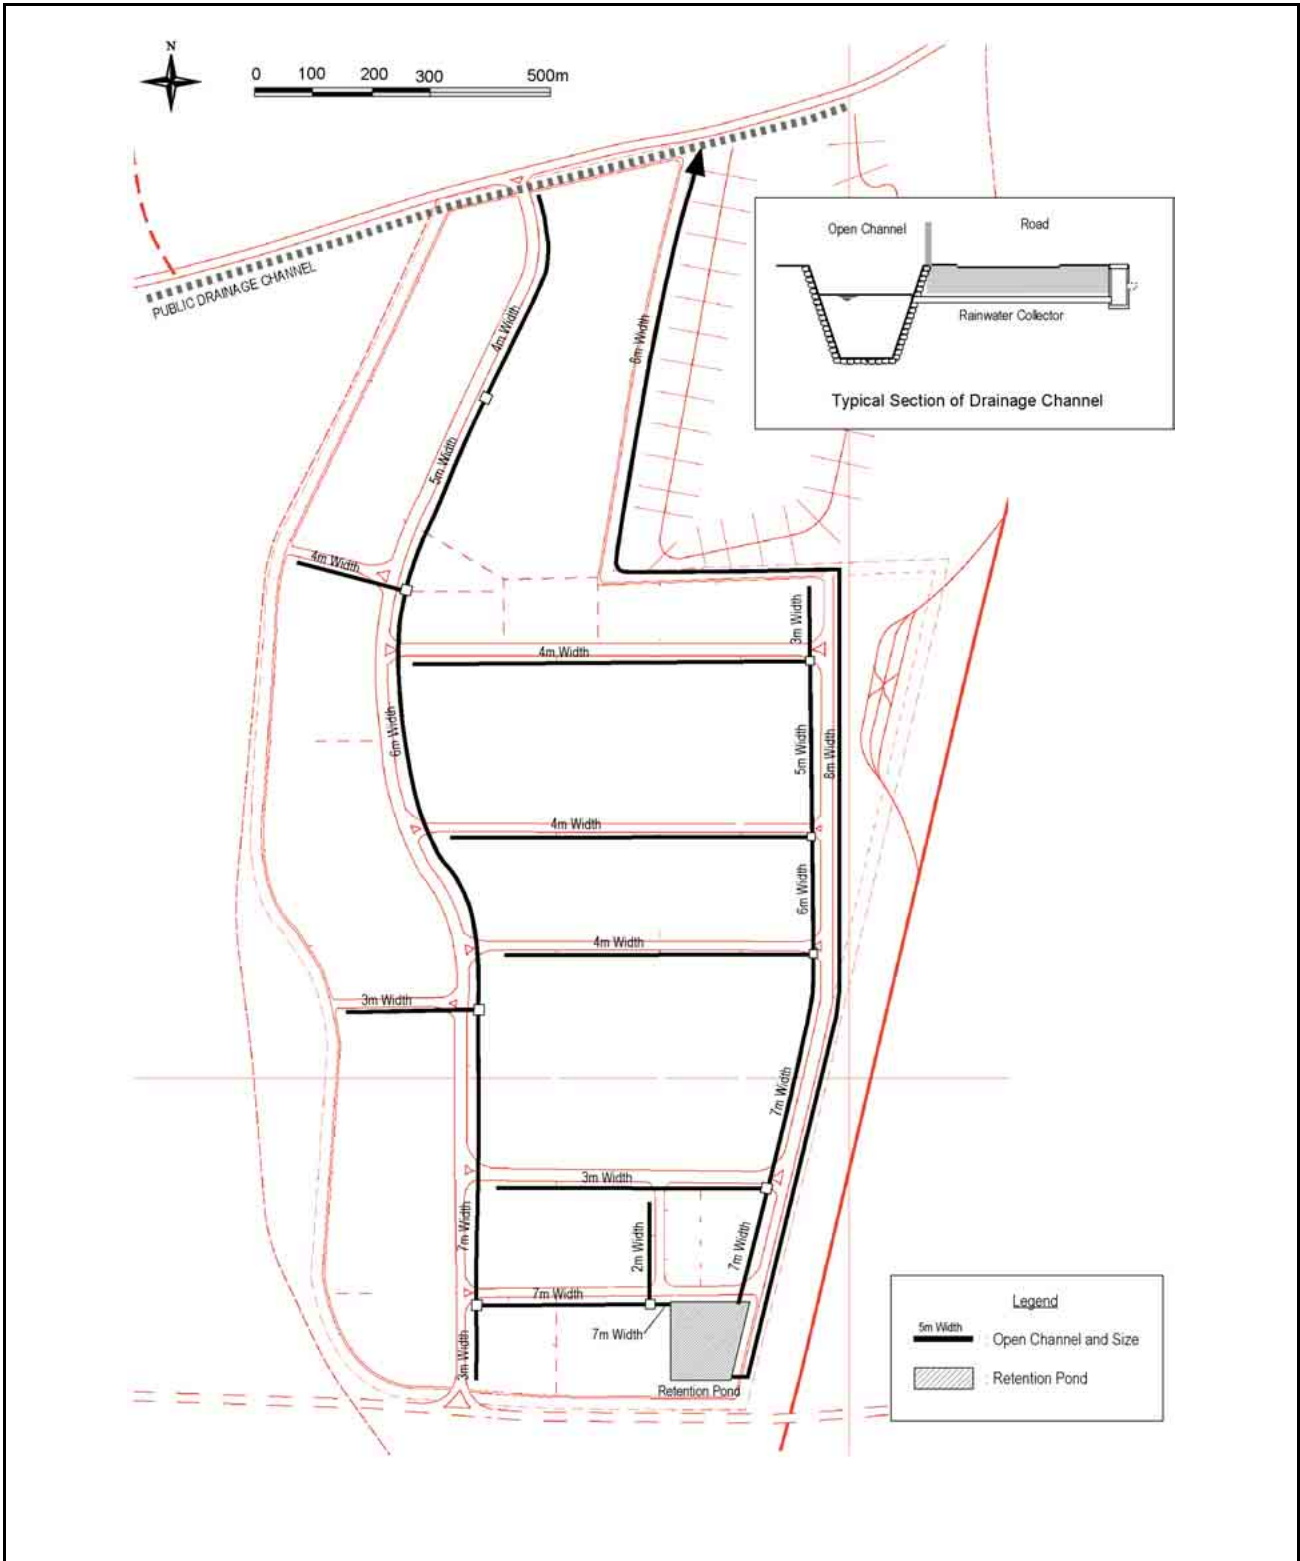 N
0 100 200 300 500m
PUBLIC DRAINAGE CHANNEL
Open Channel
Road
Rainwater Collector
Typical Section of Drainage Channel
4m Width
8m Width
5m Width
4m Width
3m Width
4m Width
6m Width
5m Width
8m Width
4m Width
6m Width
4m Width
3m Width
7m Width
3m Width
7m Width
2m Width
7m Width
7m Width
7m Width
3m Width
Retention Pond
Legend
5m Width
: Open Channel and Size
: Retention Pond